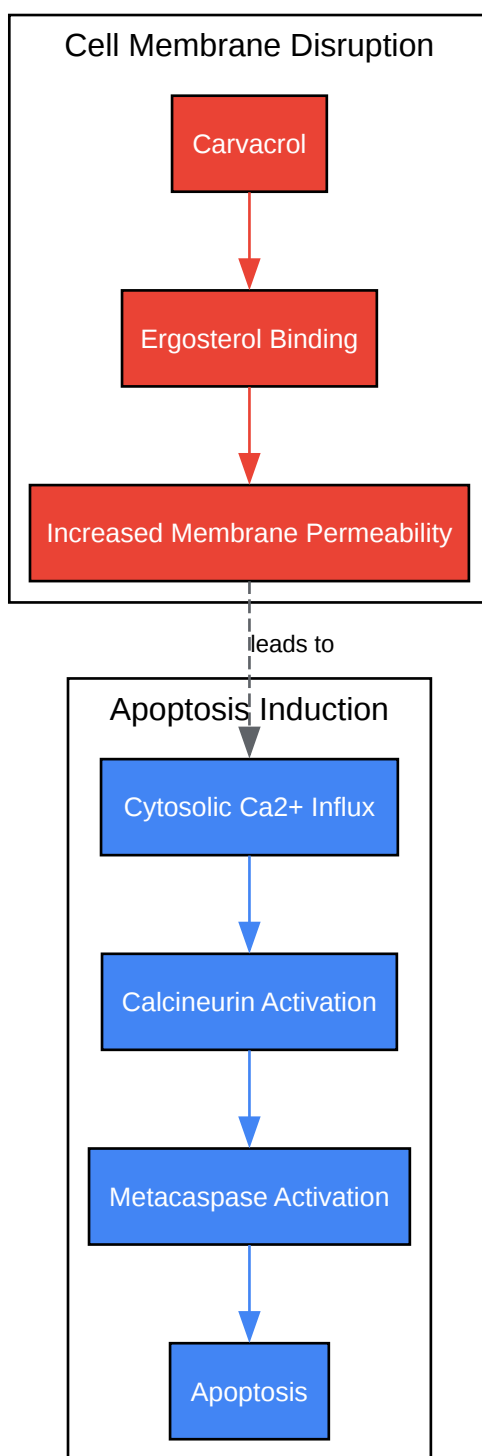 Cell Membrane Disruption
Carvacrol
Ergosterol Binding
Increased Membrane Permeability
leads to
Apoptosis Induction
Cytosolic Ca2+ Influx
Calcineurin Activation
Metacaspase Activation
Apoptosis